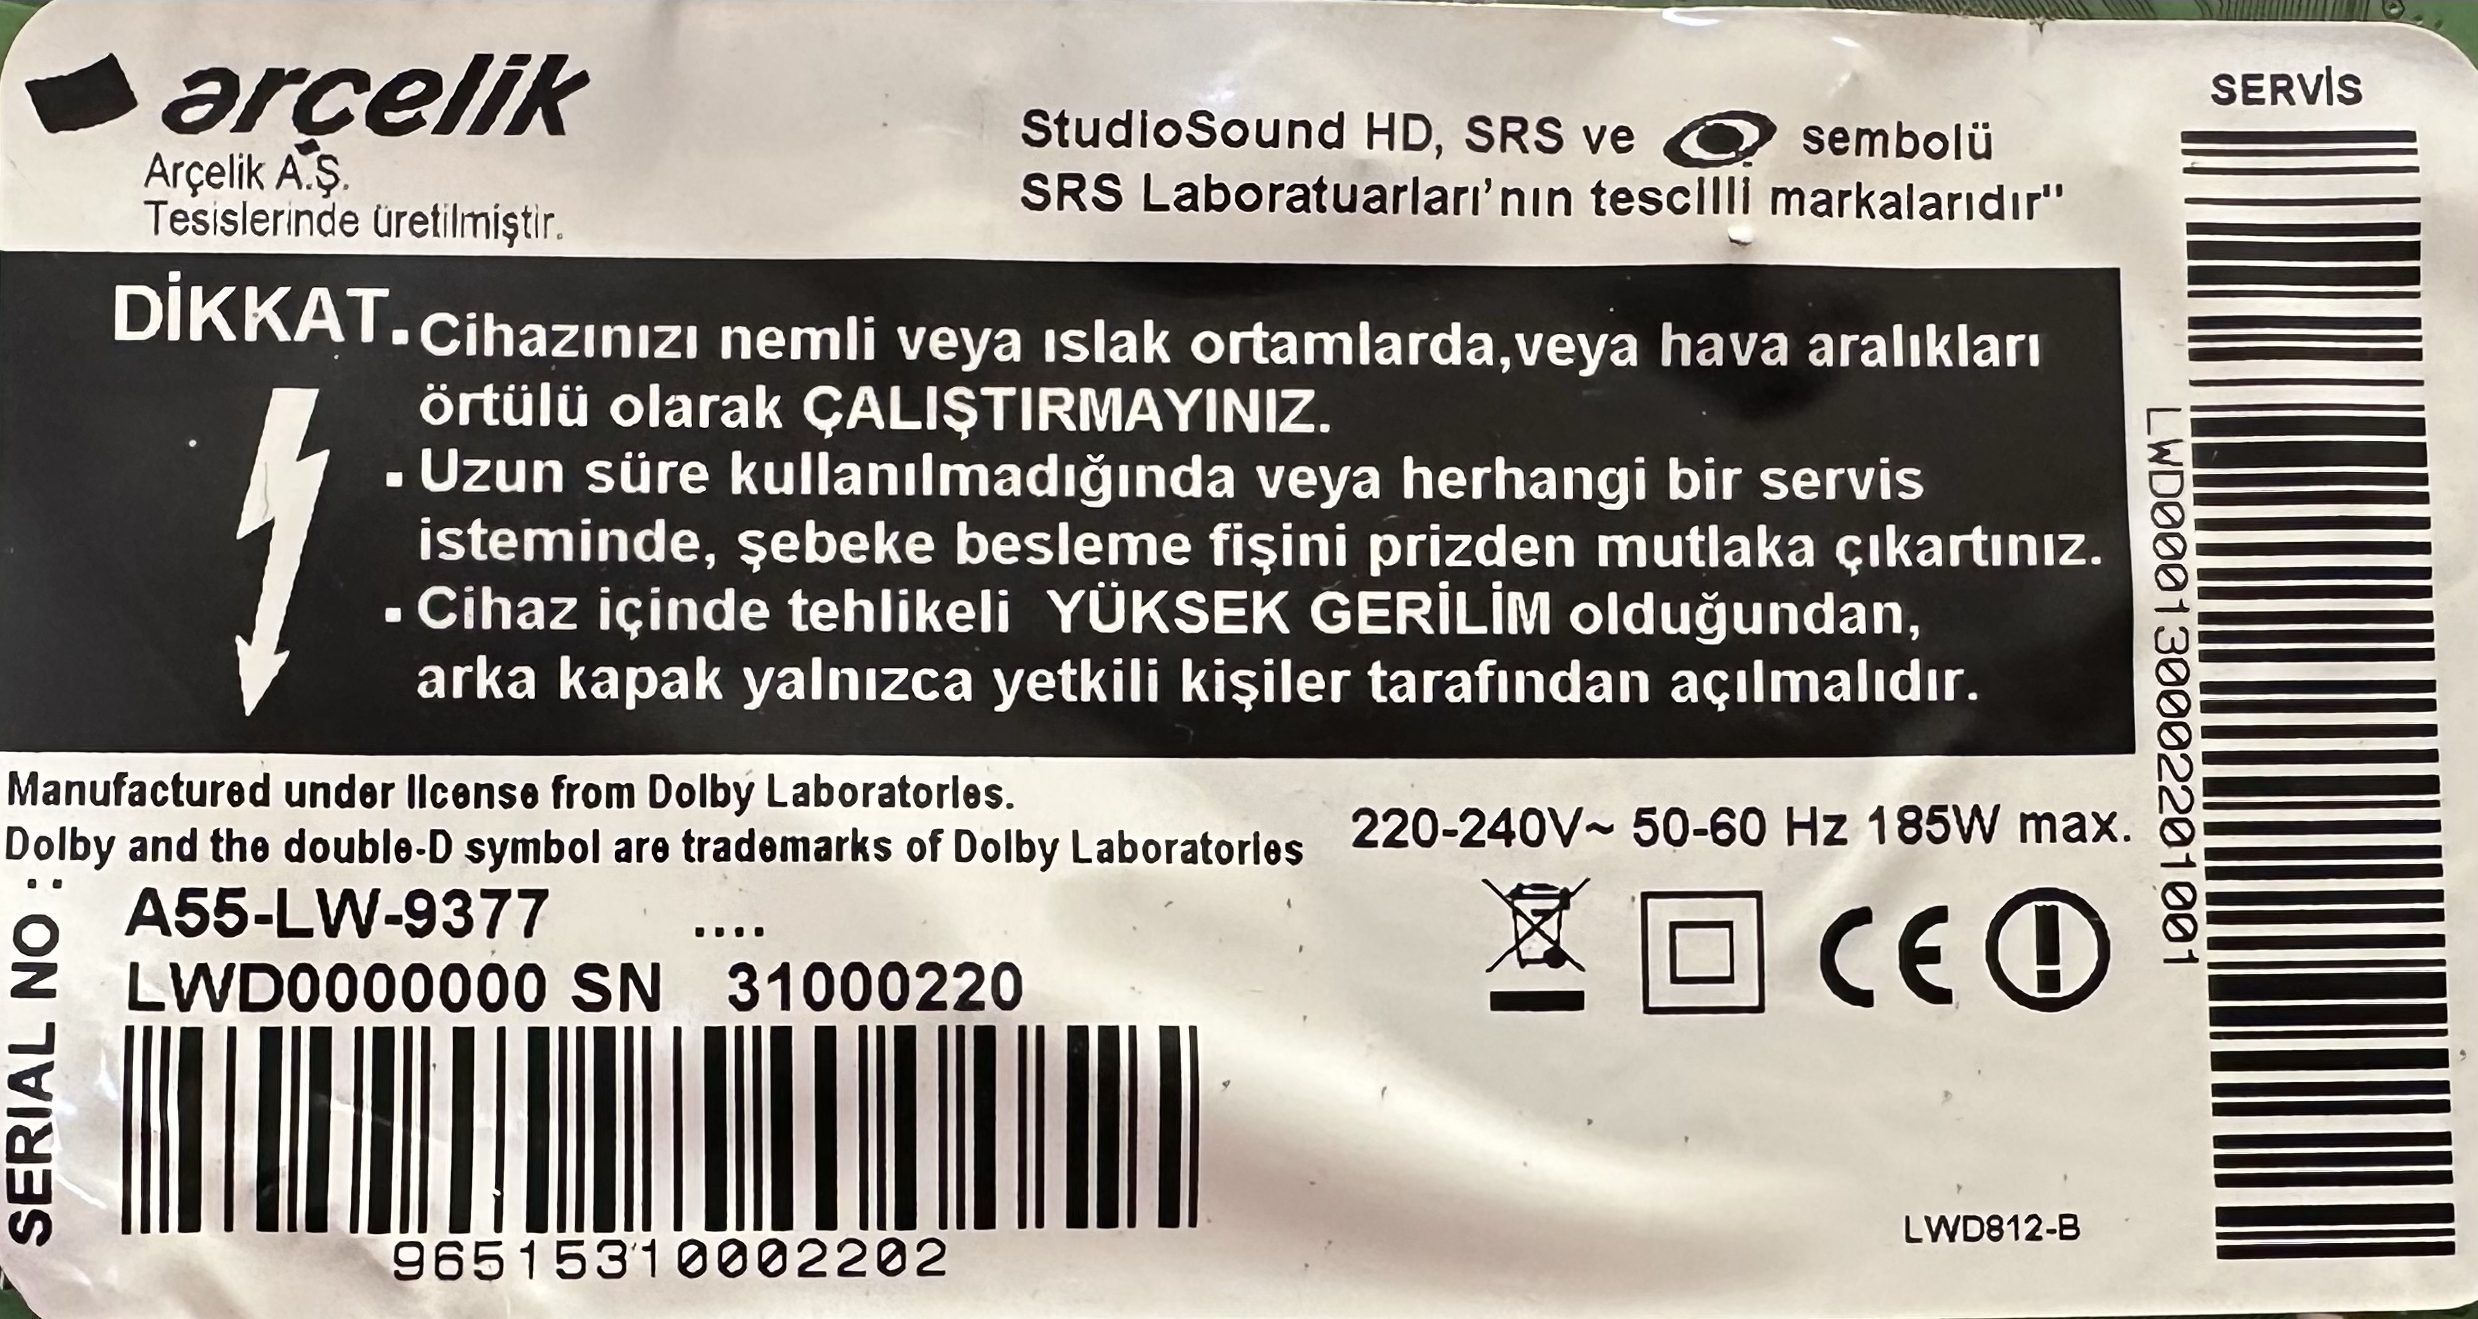 arçelik
Arçelik A.Ş.
Tesislerinde üretilmiştir.
StudioSound HD, SRS ve sembolü
SRS Laboratuarları'nın tescilli markalarıdır"
SERVİS
DİKKAT
. Cihazınızı nemli veya ıslak ortamlarda,veya hava aralıkları
örtülü olarak ÇALIŞTIRMAYINIZ.
. Uzun süre kullanılmadığında veya herhangi bir servis
isteminde, şebeke besleme fişini prizden mutlaka çıkartınız.
. Cihaz içinde tehlikeli YÜKSEK GERİLİM olduğundan,
arka kapak yalnızca yetkili kişiler tarafından açılmalıdır.
LWD0001300022010001
Manufactured under license from Dolby Laboratories.
Dolby and the double-D symbol are trademarks of Dolby Laboratories
220-240V~ 50-60 Hz 185W max.
SERIAL NO :
A55-LW-9377 ....
LWD0000000 SN 31000220
CE
96515310002202
LWD812-B